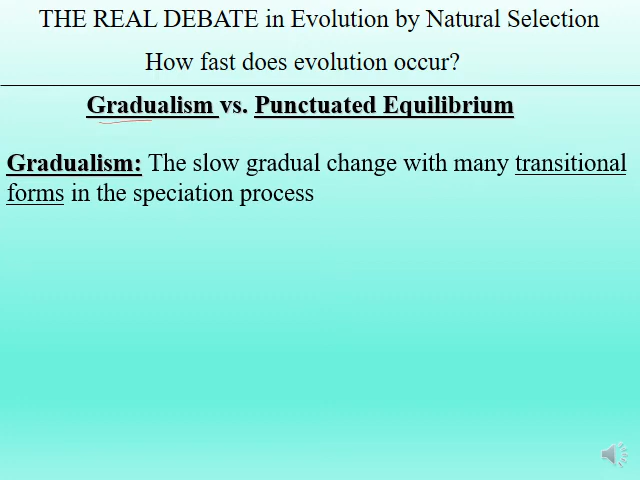 THE REAL DEBATE in Evolution by Natural Selection
How fast does evolution occur?
Gradualism vs. Punctuated Equilibrium
Gradualism: The slow gradual change with many transitional
forms in the speciation process